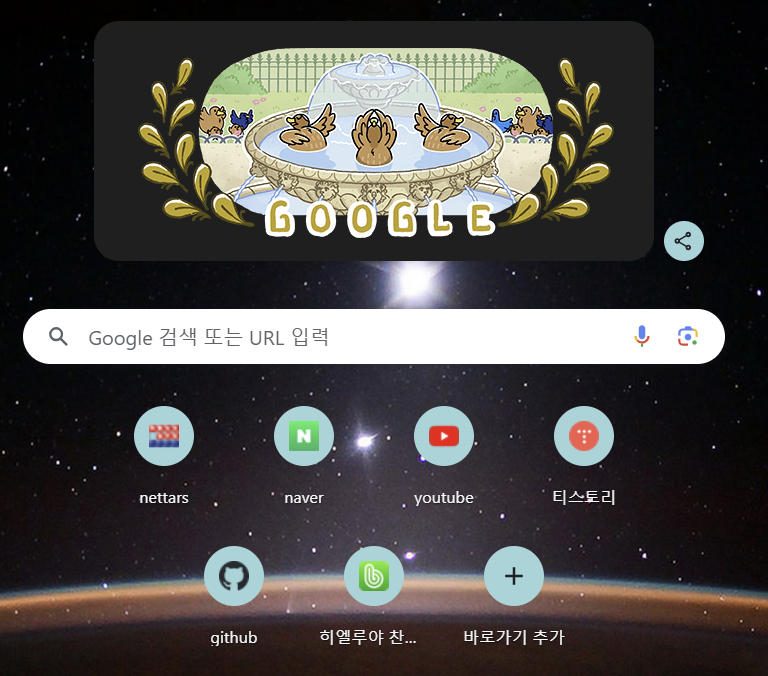 GOOGLE
Google 검색 또는 URL 입력
N
nettars
naver
youtube
티스토리
github
히엘루야 찬...
바로가기 추가